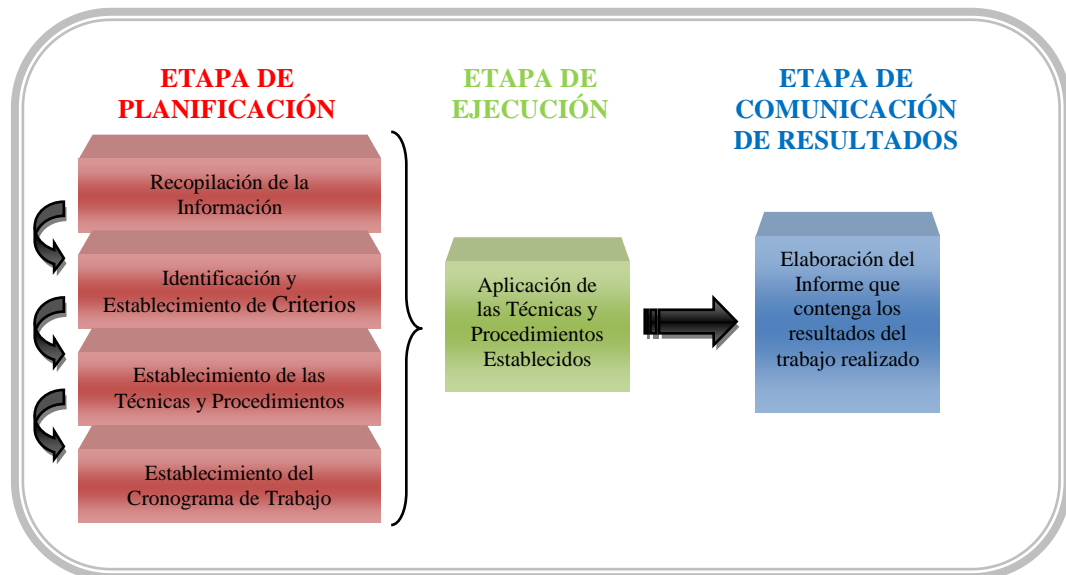 ETAPA DE
PLANIFICACIÓN
Recopilación de la
Información
Identificación y
Establecimiento de Criterios
Establecimiento de las
Técnicas y Procedimientos
Establecimiento del
Cronograma de Trabajo
ETAPA DE
EJECUCIÓN
Aplicación de
las Técnicas y
Procedimientos
Establecidos
ETAPA DE
COMUNICACIÓN
DE RESULTADOS
Elaboración del
Informe que
contenga los
resultados del
trabajo realizado